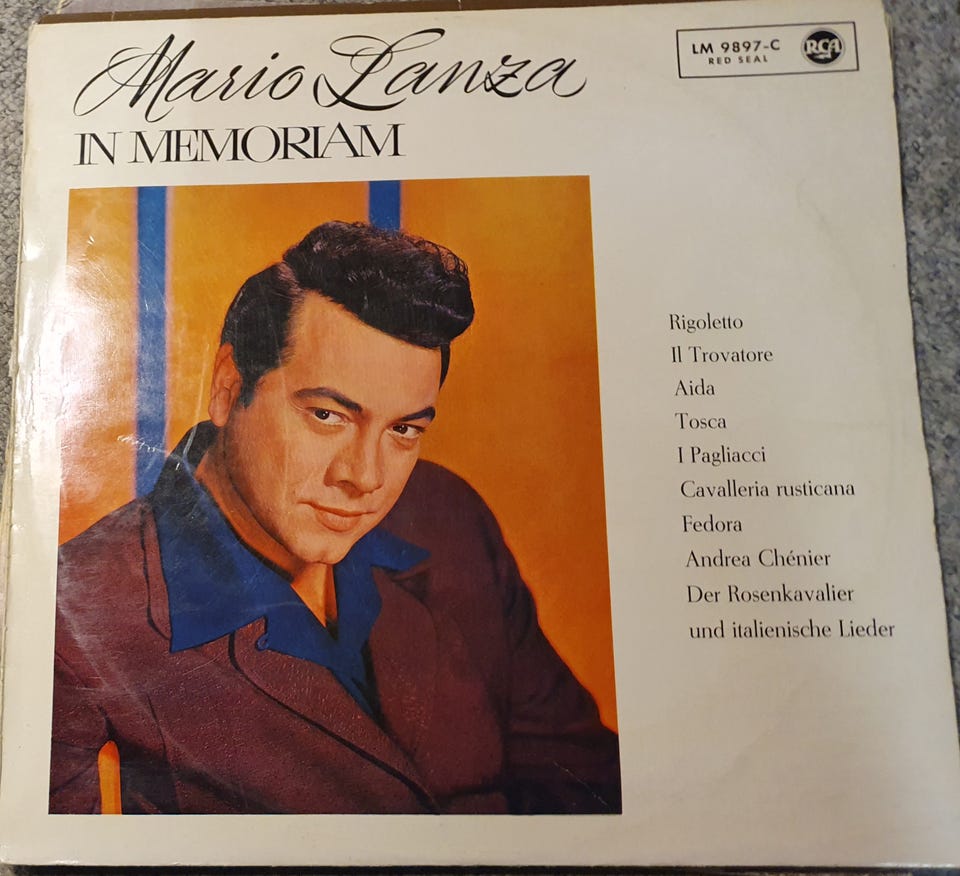 Mario Lanza
IN MEMORIAM
LM 9897-C
RED SEAL
RCA
Rigoletto
Il Trovatore
Aida
Tosca
I Pagliacci
Cavalleria rusticana
Fedora
Andrea Chénier
Der Rosenkavalier
und italienische Lieder